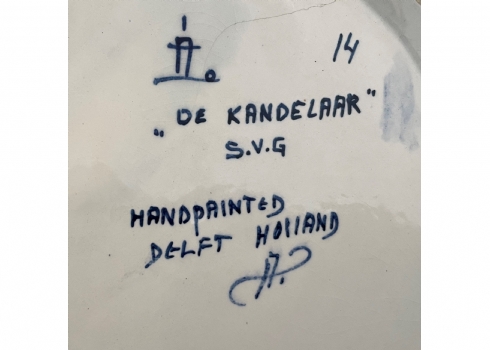 14
„ DE KANDELAAR "
S.V.G
HANDPAINTED
DELFT HOLLAND